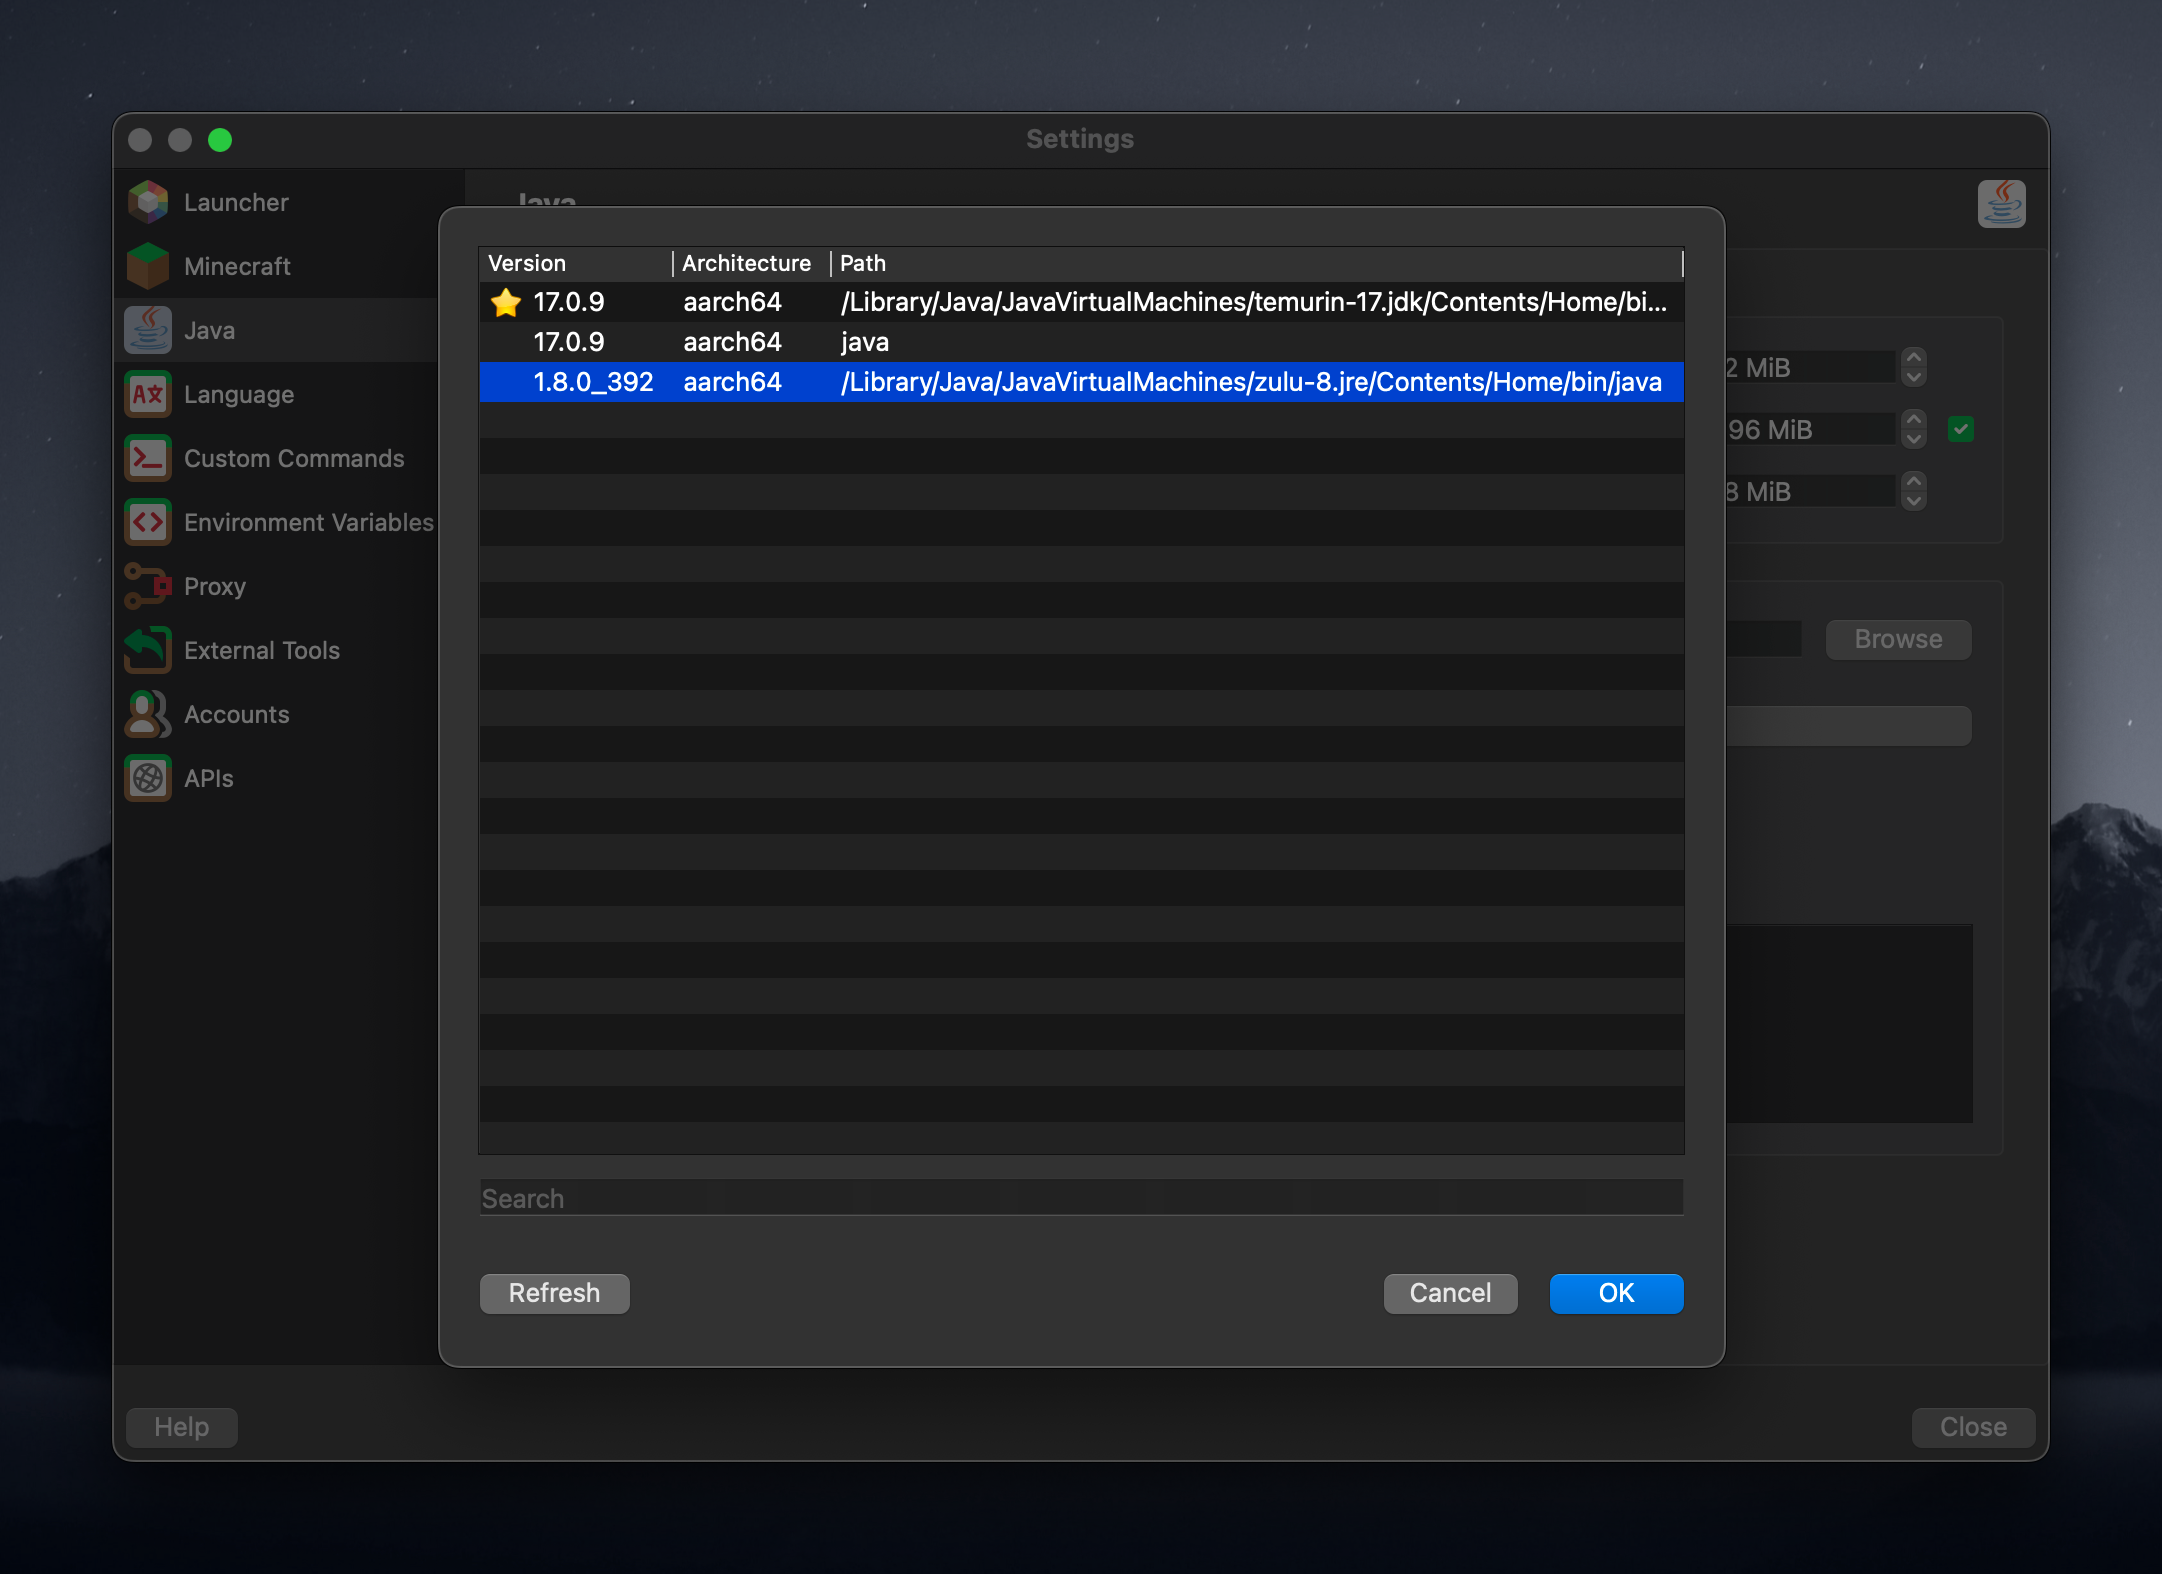 Settings
Launcher
Minecraft
Java
Language
Custom Commands
Environment Variables
Proxy
External Tools
Accounts
APIs
Java
Version Architecture Path
17.0.9 aarch64 /Library/Java/JavaVirtualMachines/temurin-17.jdk/Contents/Home/bi...
17.0.9 aarch64 java
1.8.0_392 aarch64 /Library/Java/JavaVirtualMachines/zulu-8.jre/Contents/Home/bin/java
Search
Refresh Cancel OK
2 MiB
96 MiB
8 MiB
Browse
Help Close